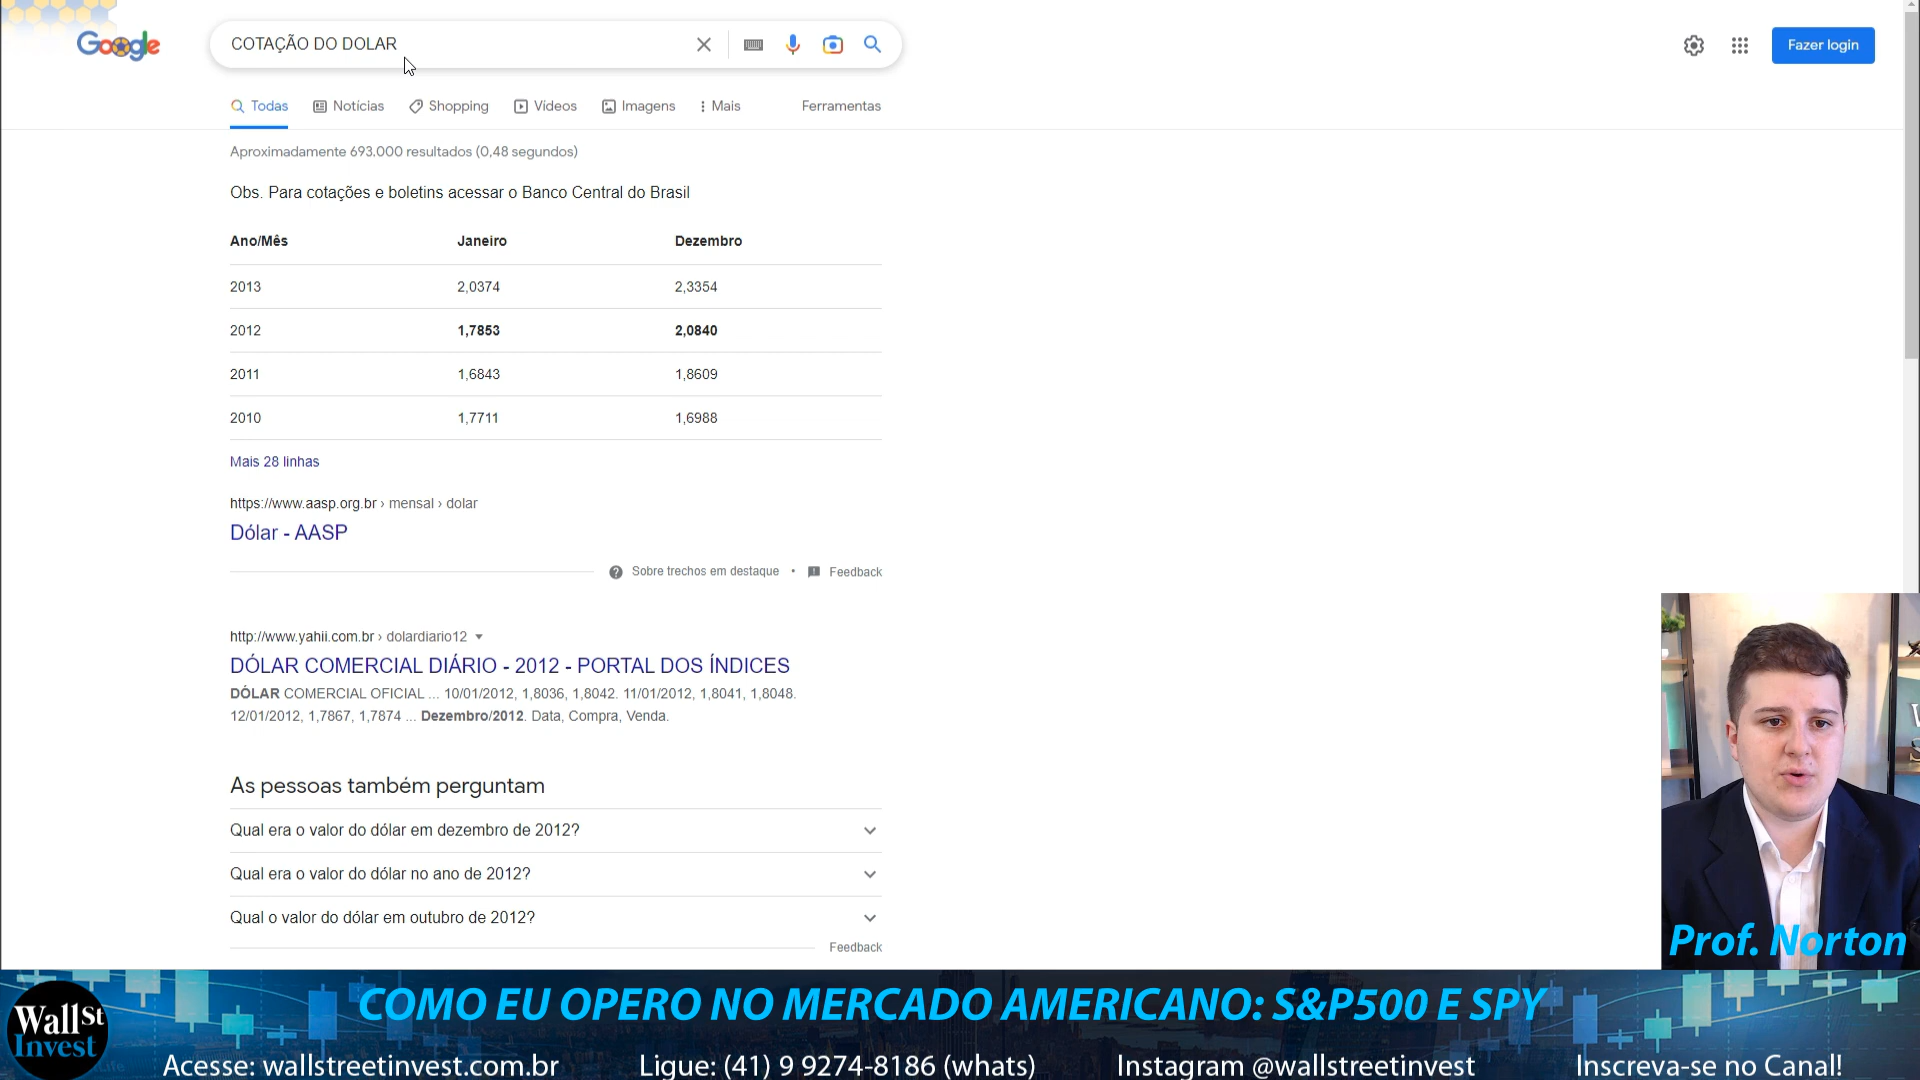 Google
COTAÇÃO DO DOLAR
Fazer login
Todas
Notícias
Shopping
Vídeos
Imagens
Mais
Ferramentas
Aproximadamente 693.000 resultados (0,48 segundos)
Obs. Para cotações e boletins acessar o Banco Central do Brasil
Ano/Mês Janeiro Dezembro
2013 2,0374 2,3354
2012 1,7853 2,0840
2011 1,6843 1,8609
2010 1,7711 1,6988
Mais 28 linhas
https://www.aasp.org.br › mensal › dolar
Dólar - AASP
Sobre trechos em destaque • Feedback
http://www.yahii.com.br › dolardiario12
DÓLAR COMERCIAL DIÁRIO - 2012 - PORTAL DOS ÍNDICES
DÓLAR COMERCIAL OFICIAL ... 10/01/2012, 1,8036, 1,8042. 11/01/2012, 1,8041, 1,8048.
12/01/2012, 1,7867, 1,7874 ... Dezembro/2012. Data, Compra, Venda.
As pessoas também perguntam
Qual era o valor do dólar em dezembro de 2012?
Qual era o valor do dólar no ano de 2012?
Qual o valor do dólar em outubro de 2012?
Feedback
Prof. Norton
Wall St
Invest
COMO EU OPERO NO MERCADO AMERICANO: S&P500 E SPY
Acesse: wallstreetinvest.com.br
Ligue: (41) 9 9274-8186 (whats)
Instagram @wallstreetinvest
Inscreva-se no Canal!